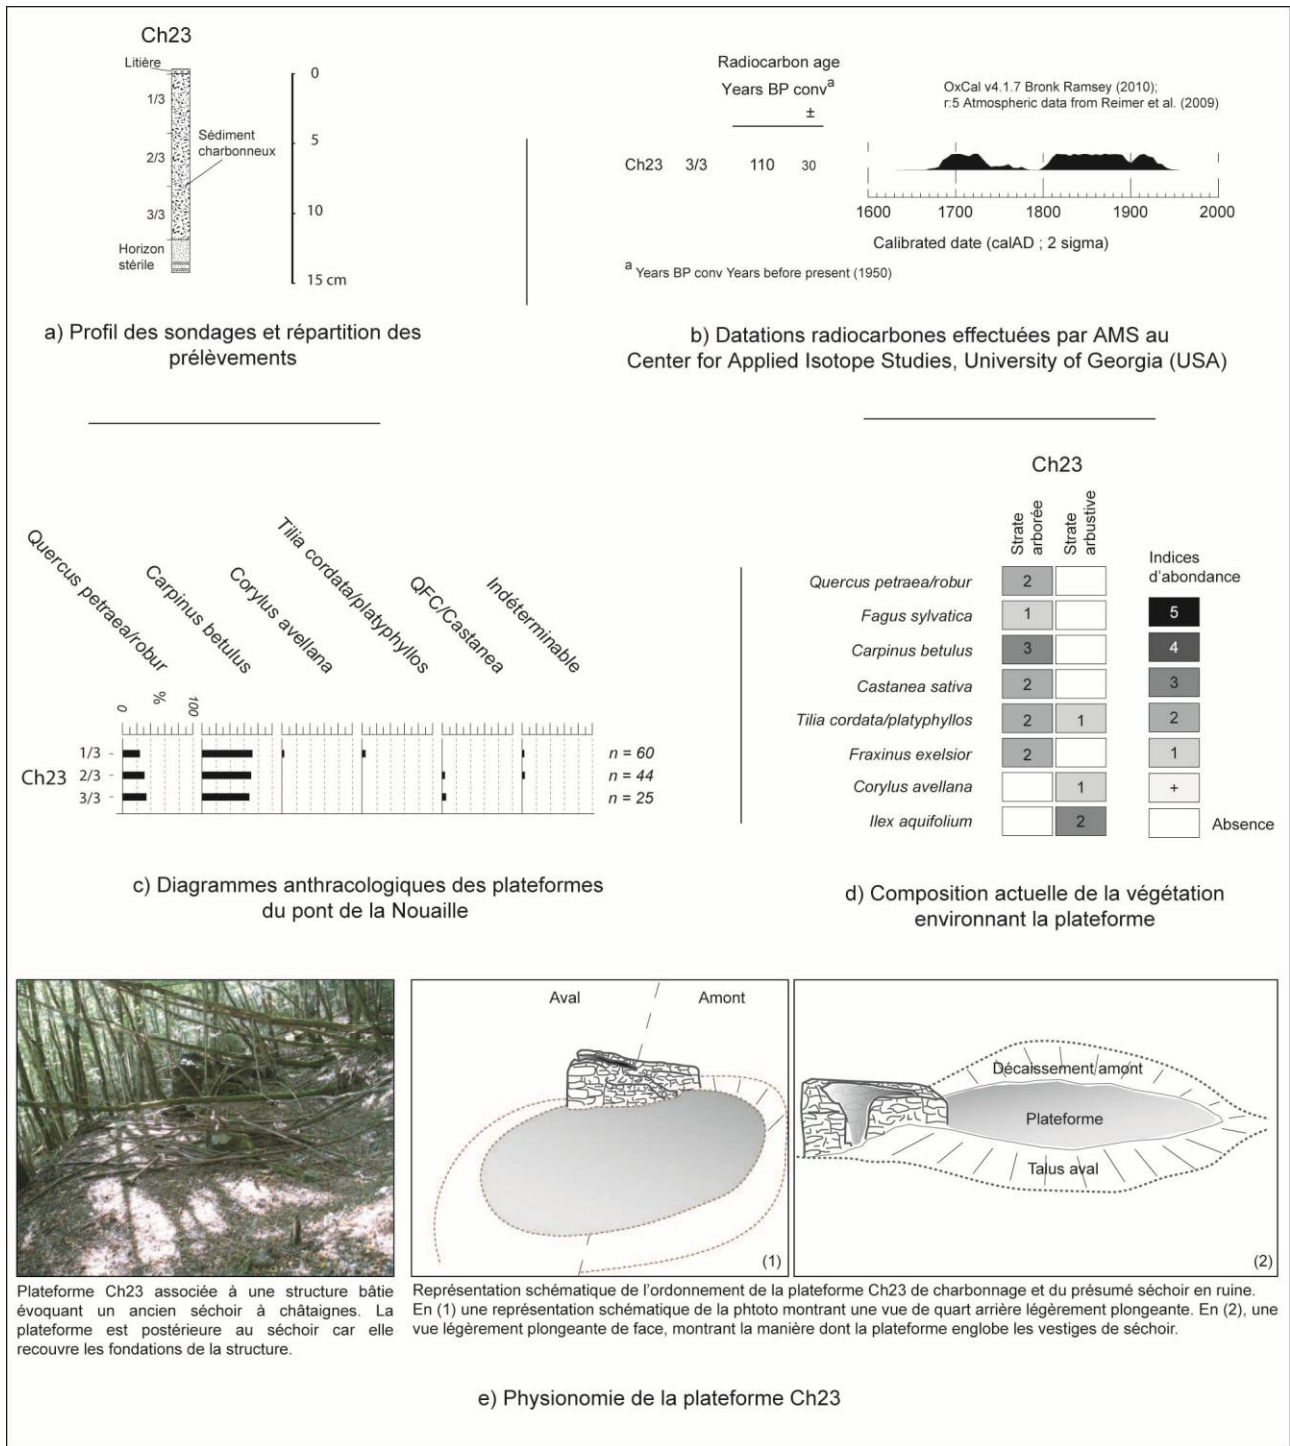 Ch23
Litière
1/3
2/3
3/3
Sédiment
charbonneux
Horizon
stérile
0
5
10
15 cm
a) Profil des sondages et répartition des
prélèvements
Radiocarbon age
Years BP conv a
±
OxCal v4.1.7 Bronk Ramsey (2010);
r:5 Atmospheric data from Reimer et al. (2009)
Ch23 3/3 110 30
1600 1700 1800 1900 2000
Calibrated date (calAD ; 2 sigma)
a Years BP conv Years before present (1950)
b) Datations radiocarbones effectuées par AMS au
Center for Applied Isotope Studies, University of Georgia (USA)
Quercus petraea/robur
Carpinus betulus
Corylus avellana
Tilia cordata/platyphyllos
QFC/Castanea
Indéterminable
0 % 100
Ch23
1/3 n = 60
2/3 n = 44
3/3 n = 25
c) Diagrammes anthracologiques des plateformes
du pont de la Nouaille
Ch23
Strate
arborée
Strate
arbustive
Quercus petraea/robur 2
Fagus sylvatica 1
Carpinus betulus 3
Castanea sativa 2
Tilia cordata/platyphyllos 2 1
Fraxinus exelsior 2
Corylus avellana 1
Ilex aquifolium 2
Indices
d'abondance
5
4
3
2
1
+
Absence
d) Composition actuelle de la végétation
environnant la plateforme
Aval Amont
(1)
Décaissement amont
Plateforme
Talus aval
(2)
Plateforme Ch23 associée à une structure bâtie
évoquant un ancien séchoir à châtaignes. La
plateforme est postérieure au séchoir car elle
recouvre les fondations de la structure.
Représentation schématique de l'ordonnement de la plateforme Ch23 de charbonnage et du présumé séchoir en ruine.
En (1) une représentation schématique de la phtoto montrant une vue de quart arrière légèrement plongeante. En (2), une
vue légèrement plongeante de face, montrant la manière dont la plateforme englobe les vestiges de séchoir.
e) Physionomie de la plateforme Ch23